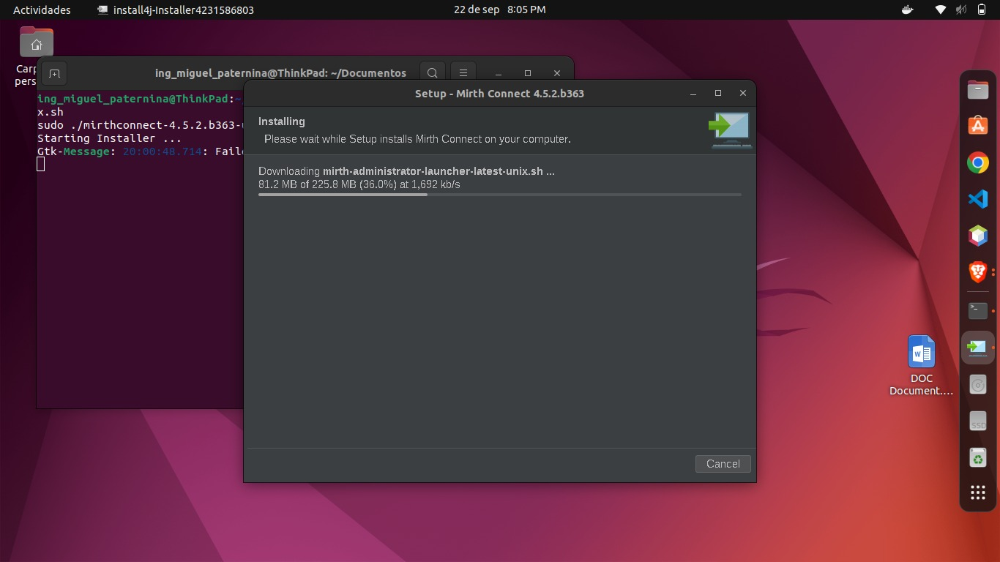 Actividades
install4j-Installer4231586803
22 de sep 8:05 PM
Carp
pers
ing_miguel_paternina@ThinkPad: ~/Documentos
ing_miguel_paternina@ThinkPad:~
x.sh
sudo ./mirthconnect-4.5.2.b363-
Starting Installer ...
Gtk-Message: 20:00:48.714: Faile
Setup - Mirth Connect 4.5.2.b363
Installing
Please wait while Setup installs Mirth Connect on your computer.
Downloading mirth-administrator-launcher-latest-unix.sh ...
81.2 MB of 225.8 MB (36.0%) at 1,692 kb/s
Cancel
W
DOC
Document....
>_
SSD